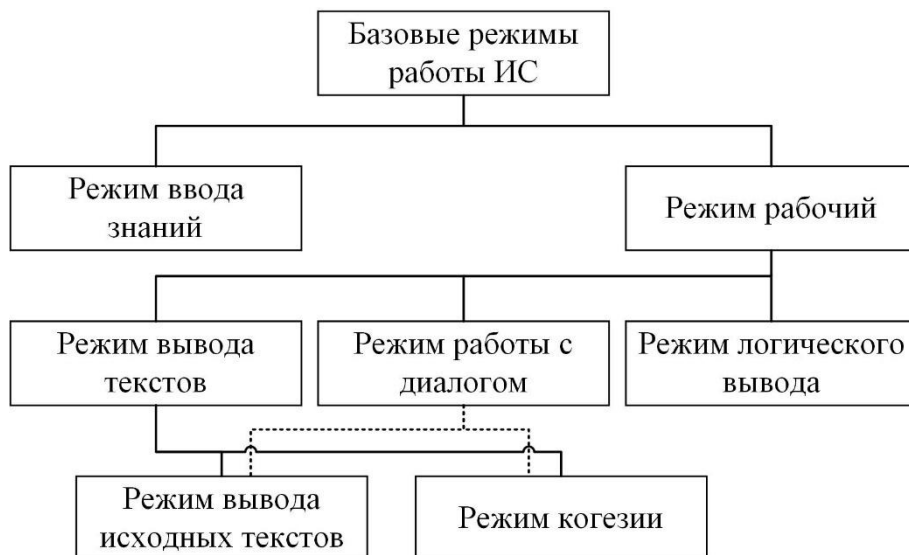 Базовые режимы
работы ИС
Режим ввода
знаний
Режим рабочий
Режим вывода
текстов
Режим работы с
диалогом
Режим логического
вывода
Режим вывода
исходных текстов
Режим когезии